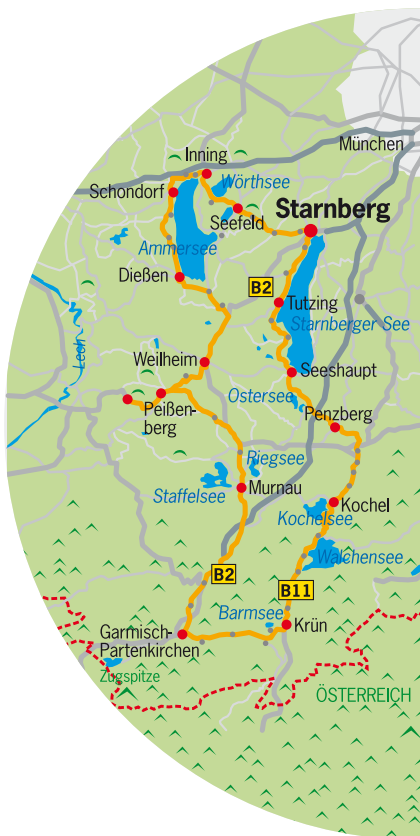 München
Inning
Wörthsee
Schondorf
Seefeld
Starnberg
Ammersee
Dießen
B2
Tutzing
Starnberger See
Lech
Weilheim
Seeshaupt
Ostersee
Peißen-
berg
Penzberg
Riegsee
Staffelsee
Murnau
Kochel
Kochelsee
Walchensee
B2
B11
Barmsee
Krün
Garmisch-
Partenkirchen
Zugspitze
ÖSTERREICH